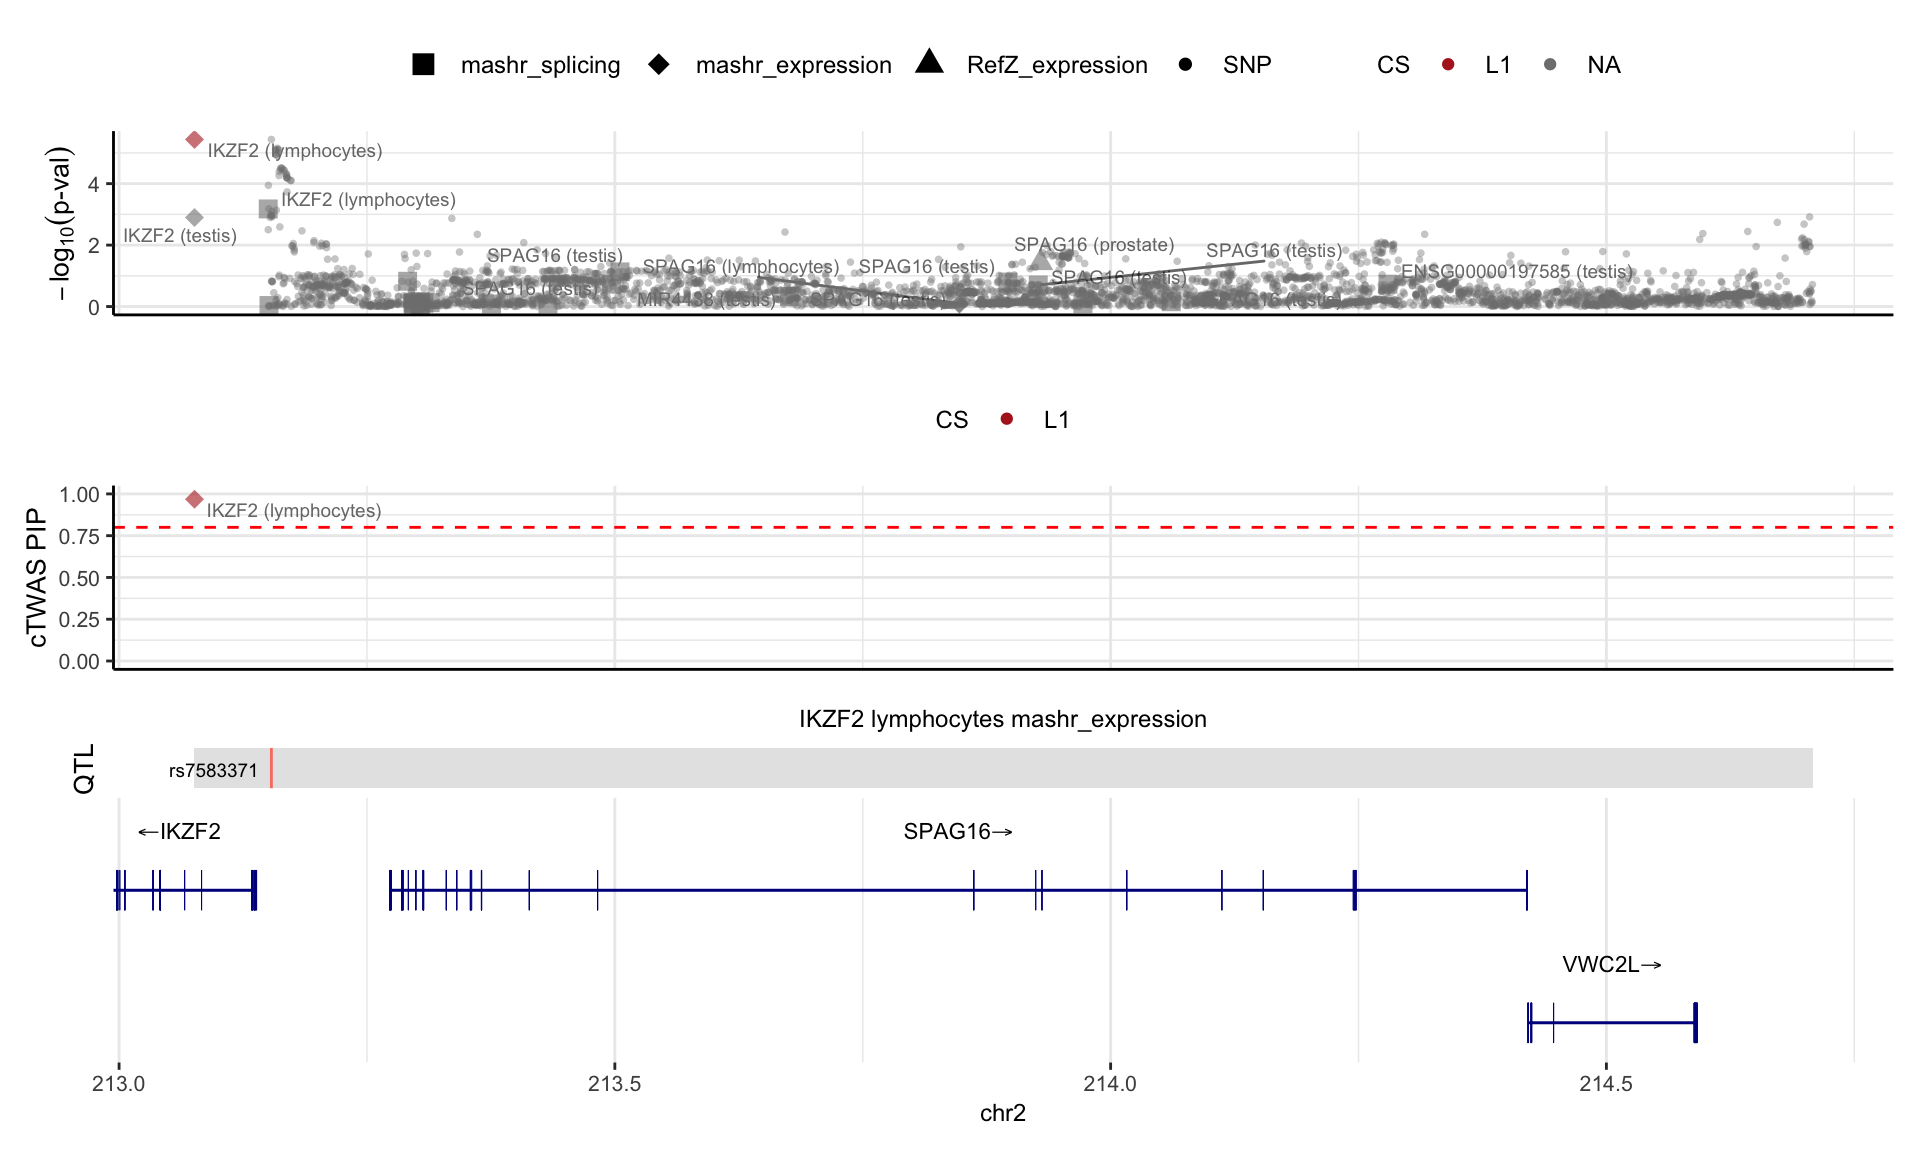 mashr_splicing mashr_expression RefZ_expression SNP CS L1 NA
−log10(p-val)
4
2
0
IKZF2 (lymphocytes)
IKZF2 (lymphocytes)
IKZF2 (testis)
SPAG16 (testis)
SPAG16 (prostate)
SPAG16 (testis)
SPAG16 (lymphocytes)
SPAG16 (testis)
SPAG16 (testis)
ENSG00000197585 (testis)
SPAG16 (testis)
MIR4438 (testis)
SPAG16 (testis)
SPAG16 (testis)
CS L1
cTWAS PIP
1.00
0.75
0.50
0.25
0.00
IKZF2 (lymphocytes)
IKZF2 lymphocytes mashr_expression
QTL
rs7583371
←IKZF2
SPAG16→
VWC2L→
213.0 213.5 214.0 214.5
chr2